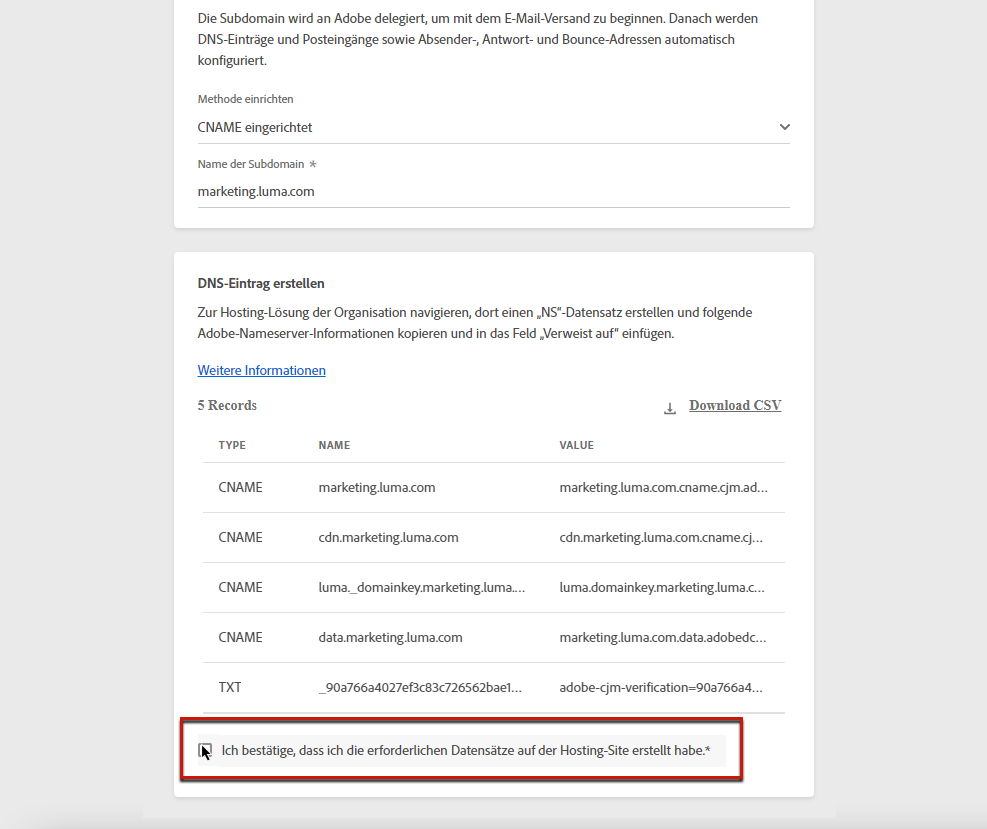 Die Subdomain wird an Adobe delegiert, um mit dem E-Mail-Versand zu beginnen. Danach werden
DNS-Einträge und Posteingänge sowie Absender-, Antwort- und Bounce-Adressen automatisch
konfiguriert.
Methode einrichten
CNAME eingerichtet
Name der Subdomain *
marketing.luma.com
DNS-Eintrag erstellen
Zur Hosting-Lösung der Organisation navigieren, dort einen „NS“-Datensatz erstellen und folgende
Adobe-Nameserver-Informationen kopieren und in das Feld „Verweist auf“ einfügen.
Weitere Informationen
5 Records Download CSV
TYPE NAME VALUE
CNAME marketing.luma.com marketing.luma.com.cname.cjm.ad...
CNAME cdn.marketing.luma.com cdn.marketing.luma.com.cname.cj...
CNAME luma._domainkey.marketing.luma.... luma.domainkey.marketing.luma.c...
CNAME data.marketing.luma.com marketing.luma.com.data.adobedc...
TXT _90a766a4027ef3c83c726562bae1... adobe-cjm-verification=90a766a4...
Ich bestätige, dass ich die erforderlichen Datensätze auf der Hosting-Site erstellt habe.*